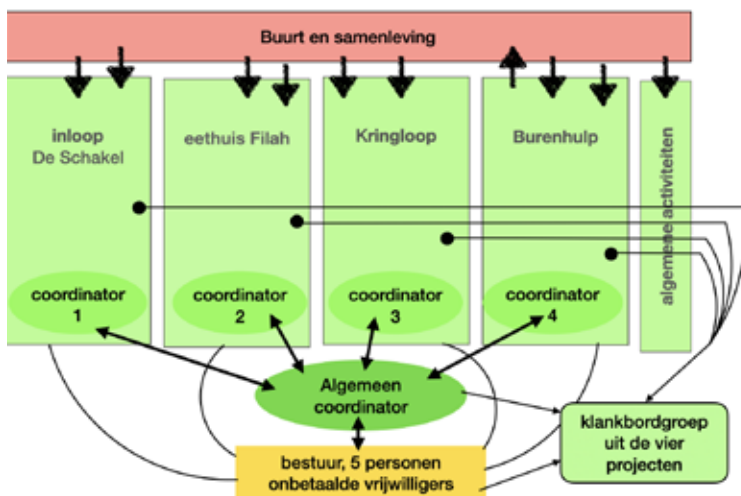 Buurt en samenleving
inloop
De Schakel
eethuis Filah
Kringloop
Burenhulp
algemene activiteiten
coordinator
1
coordinator
2
coordinator
3
coordinator
4
Algemeen
coordinator
klankbordgroep
uit de vier
projecten
bestuur, 5 personen
onbetaalde vrijwilligers